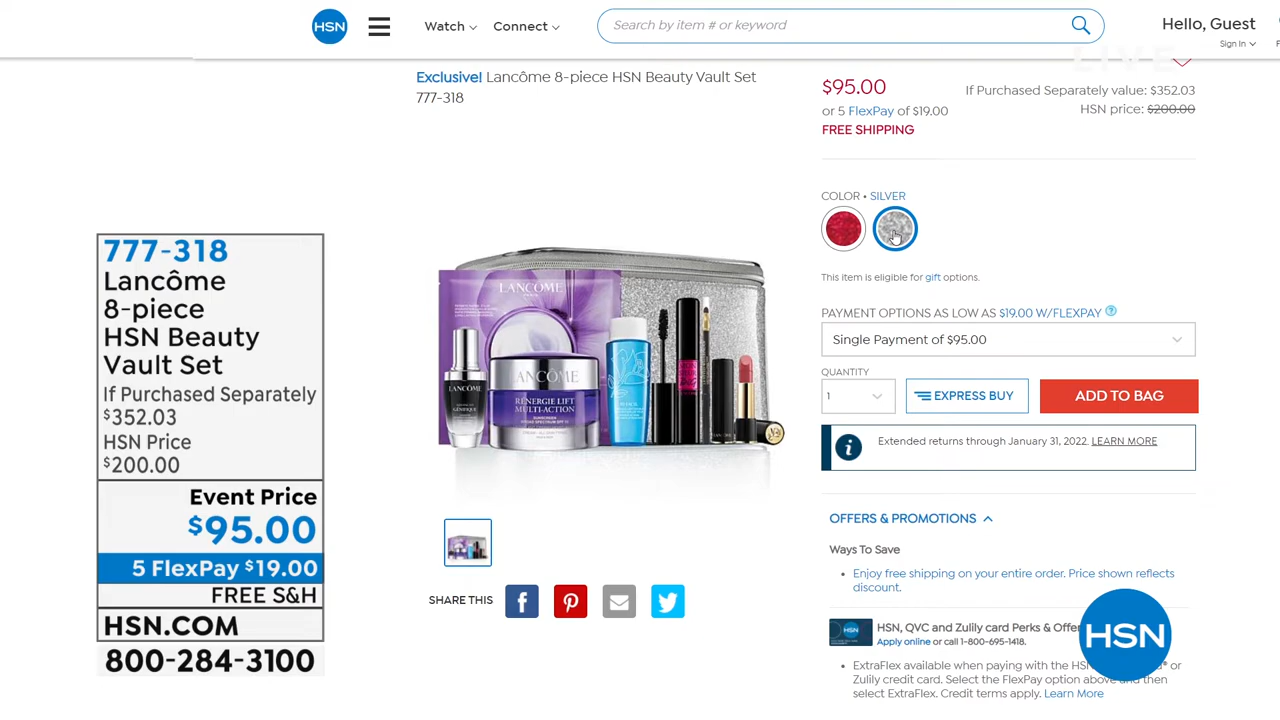 HSN
Watch
Connect
Search by item # or keyword
Hello, Guest
Sign In
LIVE
Exclusive! Lancôme 8-piece HSN Beauty Vault Set
777-318
$95.00
If Purchased Separately value: $352.03
or 5 FlexPay of $19.00
HSN price: $200.00
FREE SHIPPING
COLOR • SILVER
This item is eligible for gift options.
PAYMENT OPTIONS AS LOW AS $19.00 W/FLEXPAY ?
Single Payment of $95.00
QUANTITY
1
EXPRESS BUY
ADD TO BAG
i
Extended returns through January 31, 2022. LEARN MORE
OFFERS & PROMOTIONS
Ways To Save
• Enjoy free shipping on your entire order. Price shown reflects
discount.
HSN
HSN, QVC and Zulily card Perks & Offer
Apply online or call 1-800-695-1418.
• ExtraFlex available when paying with the HS ® or
Zulily credit card. Select the FlexPay option above and then
select ExtraFlex. Credit terms apply. Learn More
HSN
777-318
Lancôme
8-piece
HSN Beauty
Vault Set
If Purchased Separately
$352.03
HSN Price
$200.00
Event Price
$95.00
5 FlexPay $19.00
FREE S&H
HSN.COM
800-284-3100
LANCÔME
LANCÔME
GÉNIFIQUE
LANCÔME
RÉNERGIE LIFT
MULTI-ACTION
SUNSCREEN
SHARE THIS